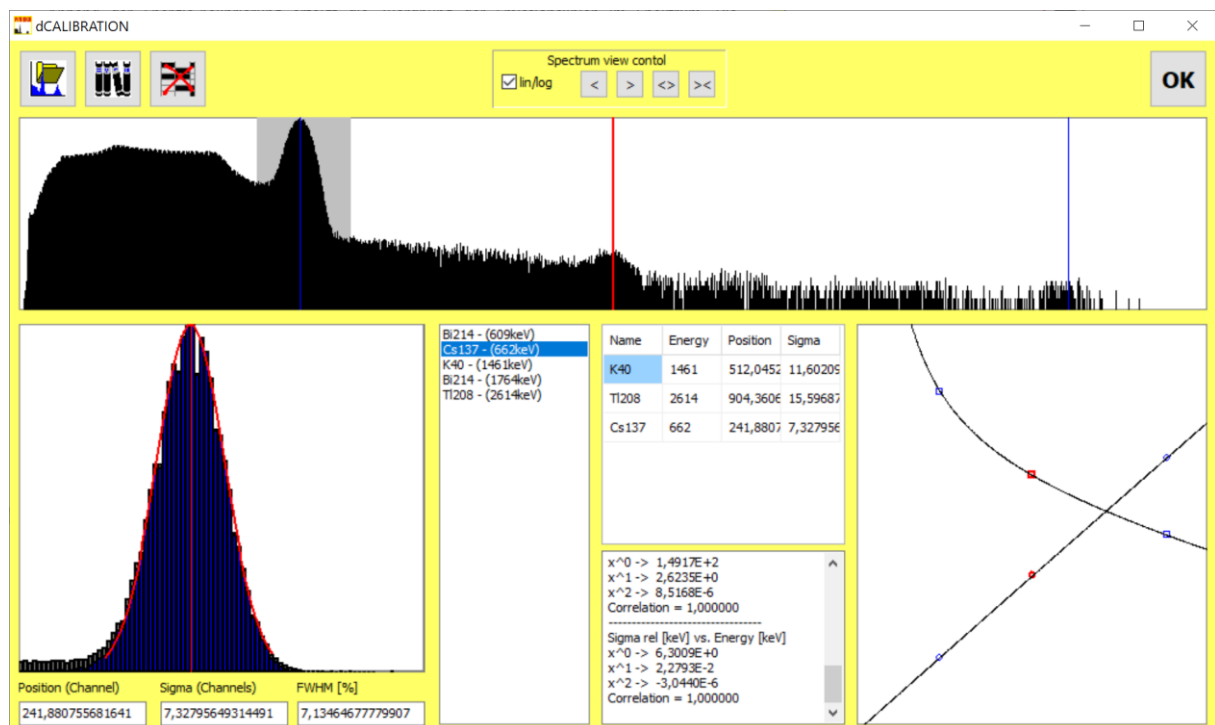 dCALIBRATION
Spectrum view contol
lin/log
< > <> ><
OK
Bi214 - (609keV)
Cs137 - (662keV)
K40 - (1461keV)
Bi214 - (1764keV)
Tl208 - (2614keV)
Name Energy Position Sigma
K40 1461 512,0452 11,60209
Tl208 2614 904,3606 15,59687
Cs137 662 241,8807 7,327956
x^0 -> 1,4917E+2
x^1 -> 2,6235E+0
x^2 -> 8,5168E-6
Correlation = 1,000000
---------------------------------
Sigma rel [keV] vs. Energy [keV]
x^0 -> 6,3009E+0
x^1 -> 2,2793E-2
x^2 -> -3,0440E-6
Correlation = 1,000000
Position (Channel) Sigma (Channels) FWHM [%]
241,880755681641 7,32795649314491 7,13464677779907